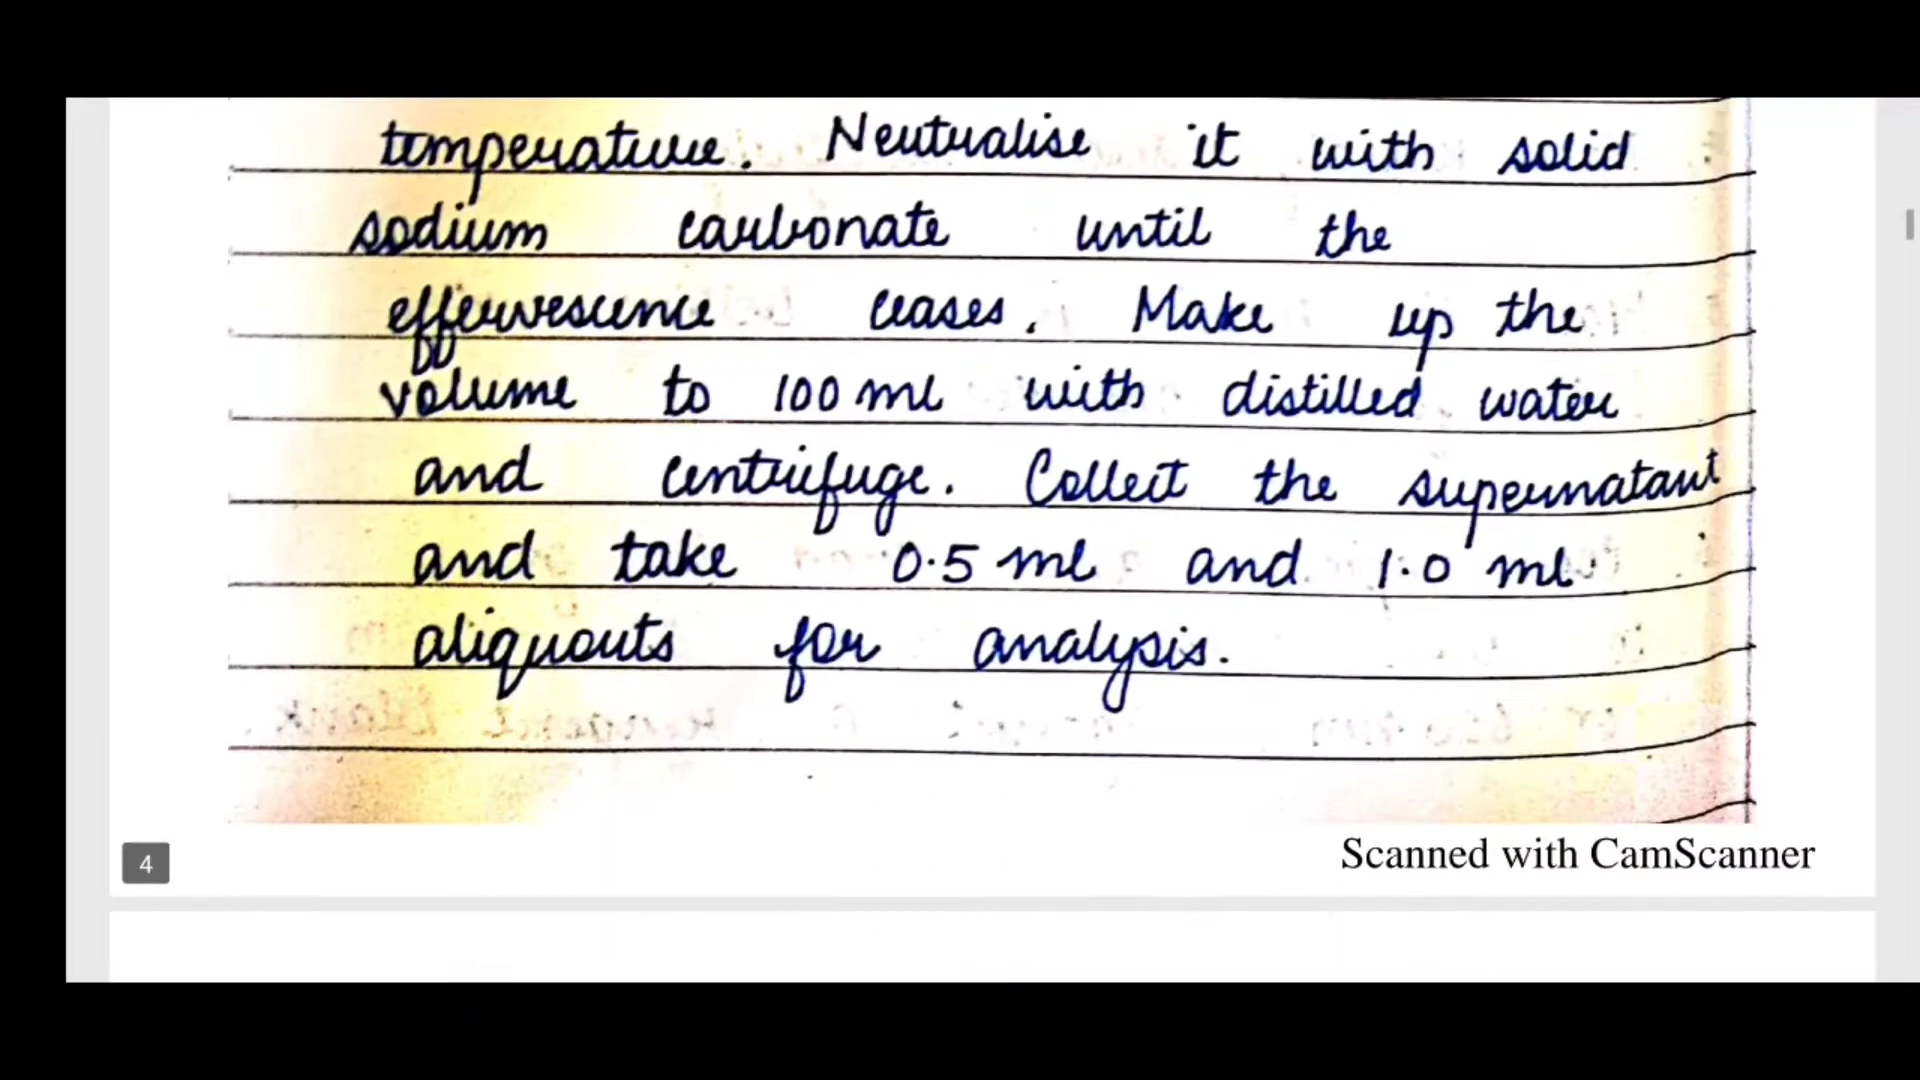 temperature. Neutralise it with solid
sodium carbonate until the
effervescence ceases. Make up the
volume to 100 ml with distilled water
and centrifuge. Collect the supernatant
and take 0.5 ml and 1.0 ml
aliquouts for analysis.
4
Scanned with CamScanner